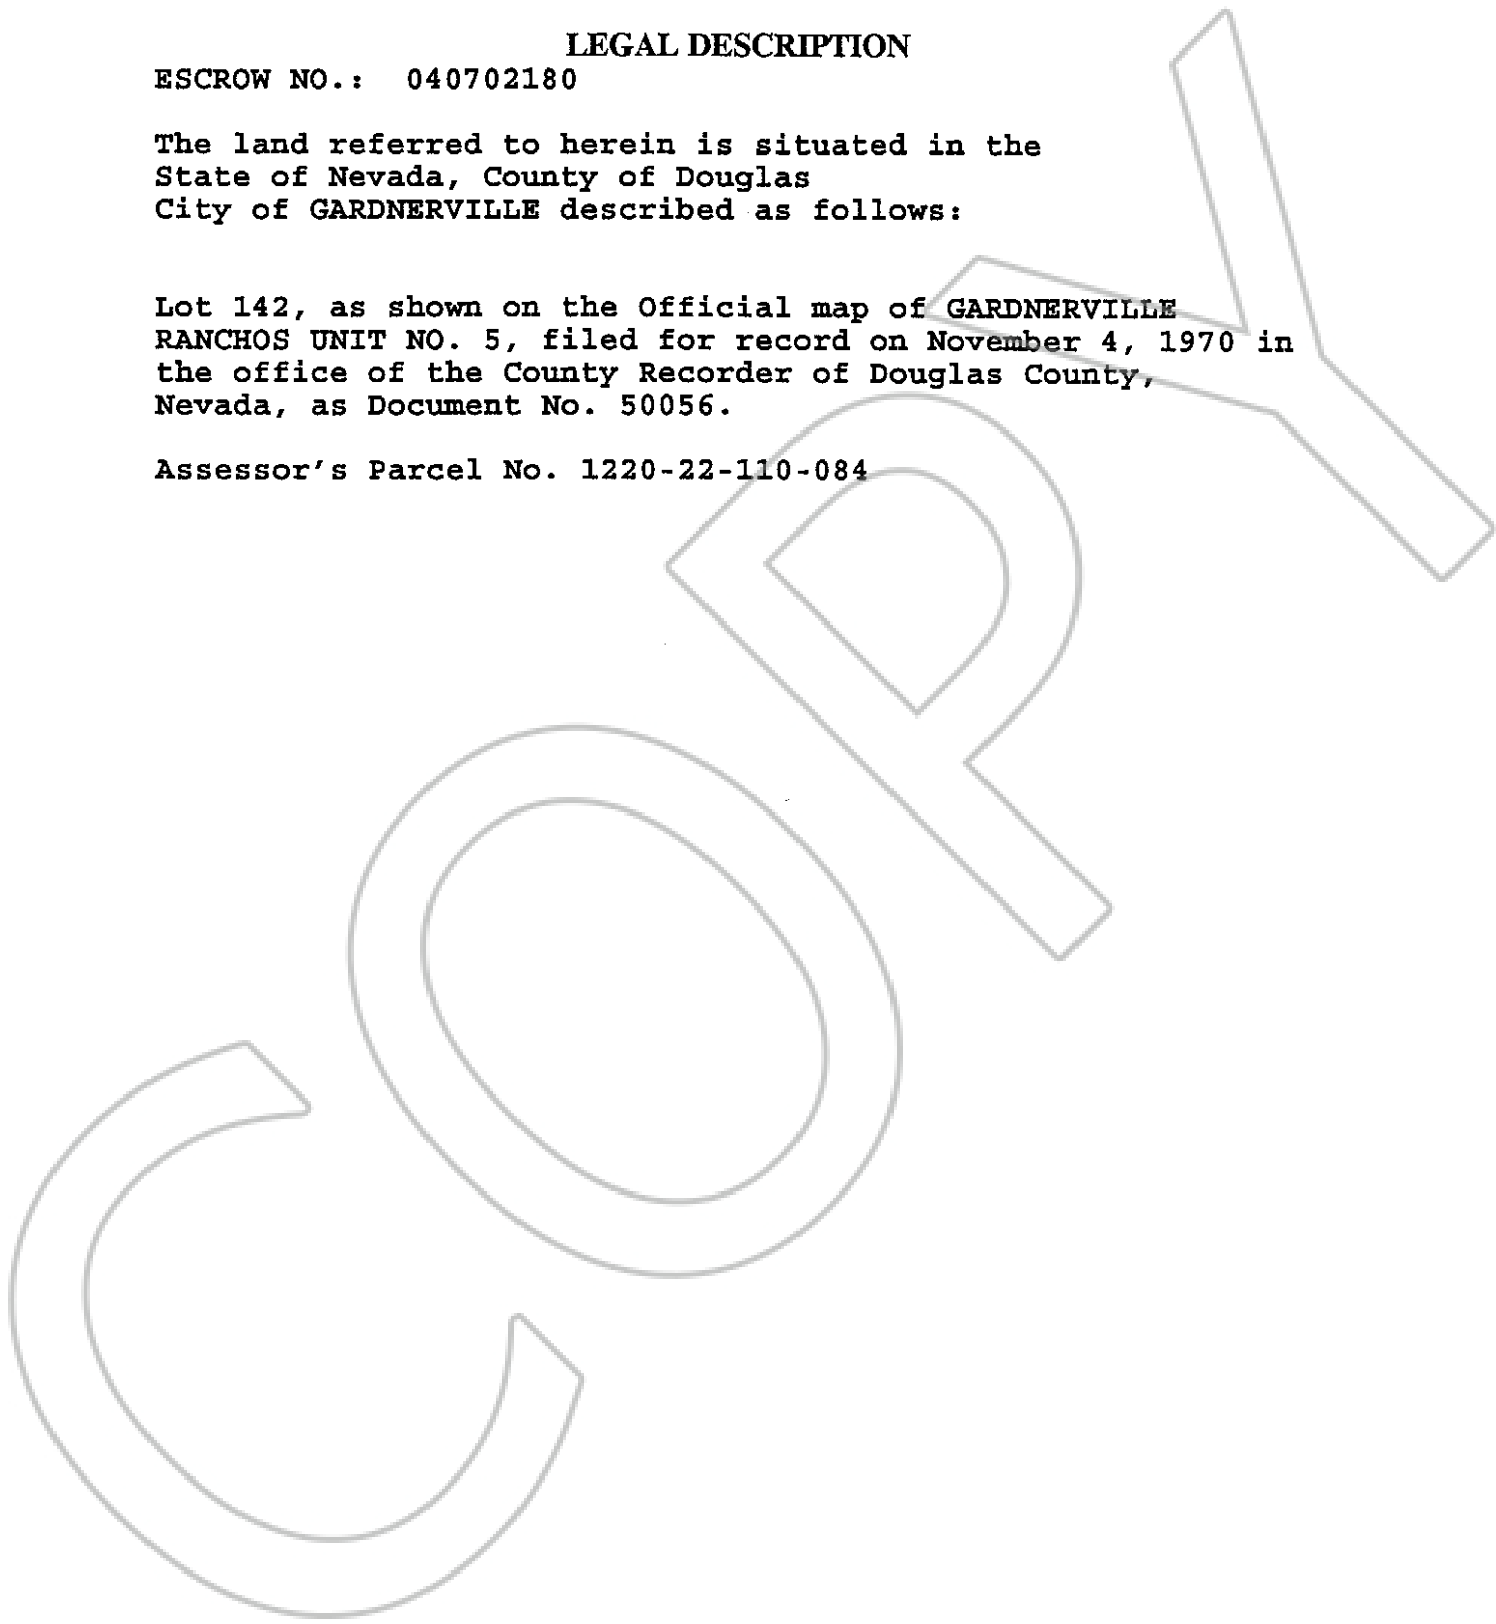 LEGAL DESCRIPTION
ESCROW NO.: 040702180
The land referred to herein is situated in the
State of Nevada, County of Douglas
City of GARDNERVILLE described as follows:
Lot 142, as shown on the Official map of GARDNERVILLE
RANCHOS UNIT NO. 5, filed for record on November 4, 1970 in
the office of the County Recorder of Douglas County,
Nevada, as Document No. 50056.
Assessor's Parcel No. 1220-22-110-084
COPY